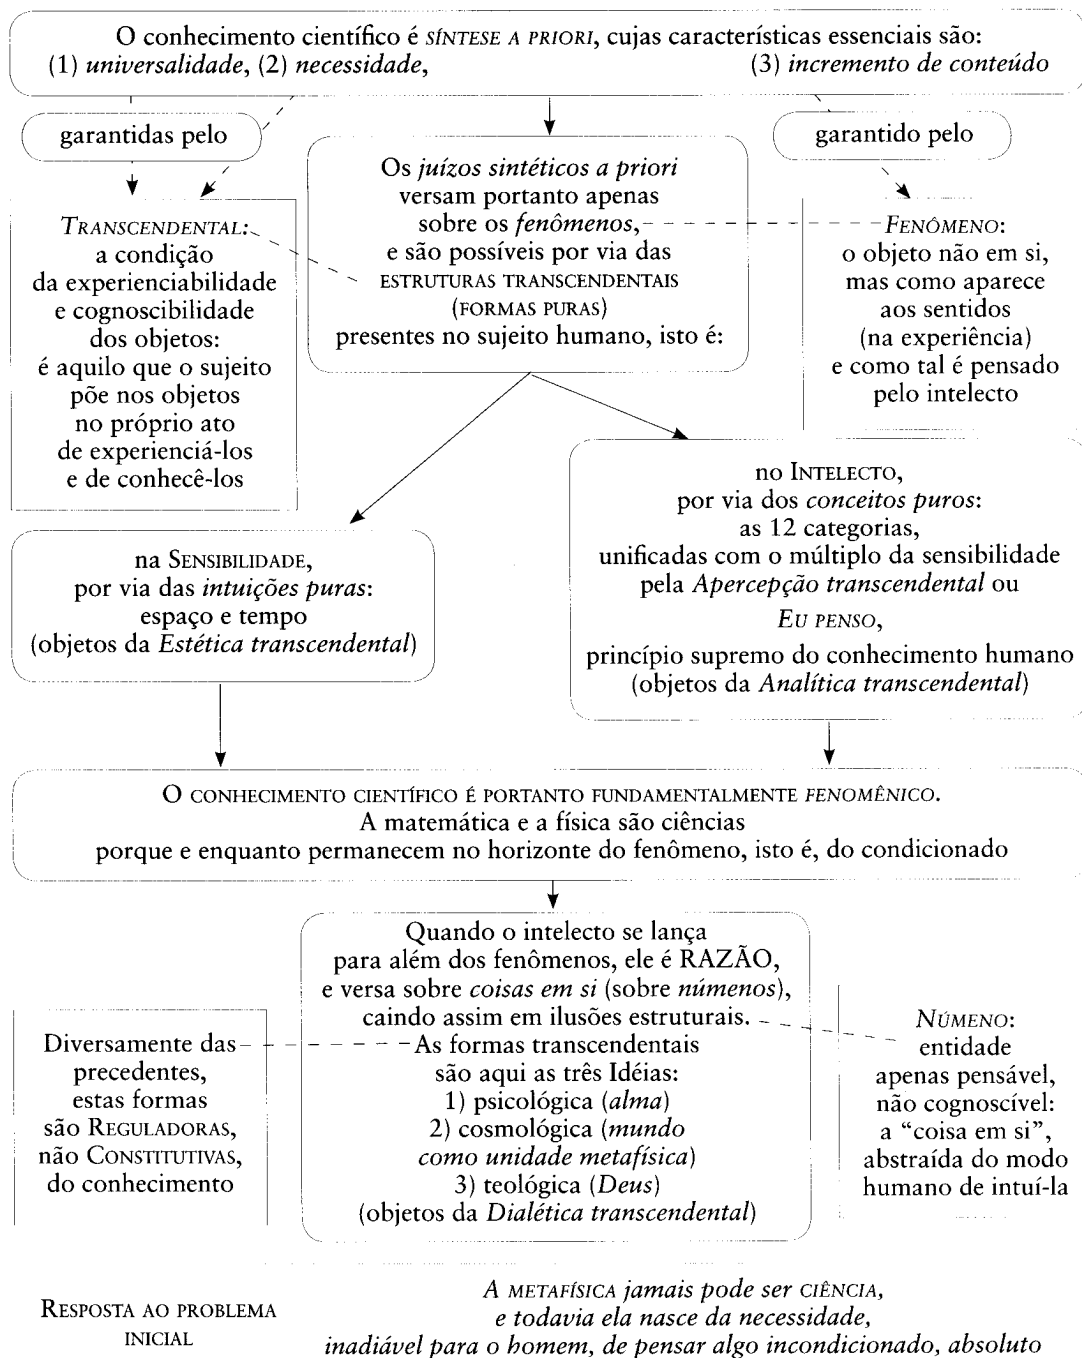 O conhecimento científico é SÍNTESE A PRIORI, cujas características essenciais são:
(1) universalidade, (2) necessidade, (3) incremento de conteúdo
garantidas pelo
garantido pelo
TRANSCENDENTAL:
a condição
da experienciabilidade
e cognoscibilidade
dos objetos:
é aquilo que o sujeito
põe nos objetos
no próprio ato
de experienciá-los
e de conhecê-los
Os juízos sintéticos a priori
versam portanto apenas
sobre os fenômenos,
e são possíveis por via das
ESTRUTURAS TRANSCENDENTAIS
(FORMAS PURAS)
presentes no sujeito humano, isto é:
FENÔMENO:
o objeto não em si,
mas como aparece
aos sentidos
(na experiência)
e como tal é pensado
pelo intelecto
na SENSIBILIDADE,
por via das intuições puras:
espaço e tempo
(objetos da Estética transcendental)
no INTELECTO,
por via dos conceitos puros:
as 12 categorias,
unificadas com o múltiplo da sensibilidade
pela Apercepção transcendental ou
EU PENSO,
princípio supremo do conhecimento humano
(objetos da Analítica transcendental)
O CONHECIMENTO CIENTÍFICO É PORTANTO FUNDAMENTALMENTE FENOMÊNICO.
A matemática e a física são ciências
porque e enquanto permanecem no horizonte do fenômeno, isto é, do condicionado
Quando o intelecto se lança
para além dos fenômenos, ele é RAZÃO,
e versa sobre coisas em si (sobre númenos),
caindo assim em ilusões estruturais.
As formas transcendentais
são aqui as três Idéias:
1) psicológica (alma)
2) cosmológica (mundo
como unidade metafísica)
3) teológica (Deus)
(objetos da Dialética transcendental)
Diversamente das
precedentes,
estas formas
são REGULADORAS,
não CONSTITUTIVAS,
do conhecimento
NÚMENO:
entidade
apenas pensável,
não cognoscível:
a “coisa em si”,
abstraída do modo
humano de intuí-la
RESPOSTA AO PROBLEMA
INICIAL
A METAFÍSICA jamais pode ser CIÊNCIA,
e todavia ela nasce da necessidade,
inadiável para o homem, de pensar algo incondicionado, absoluto